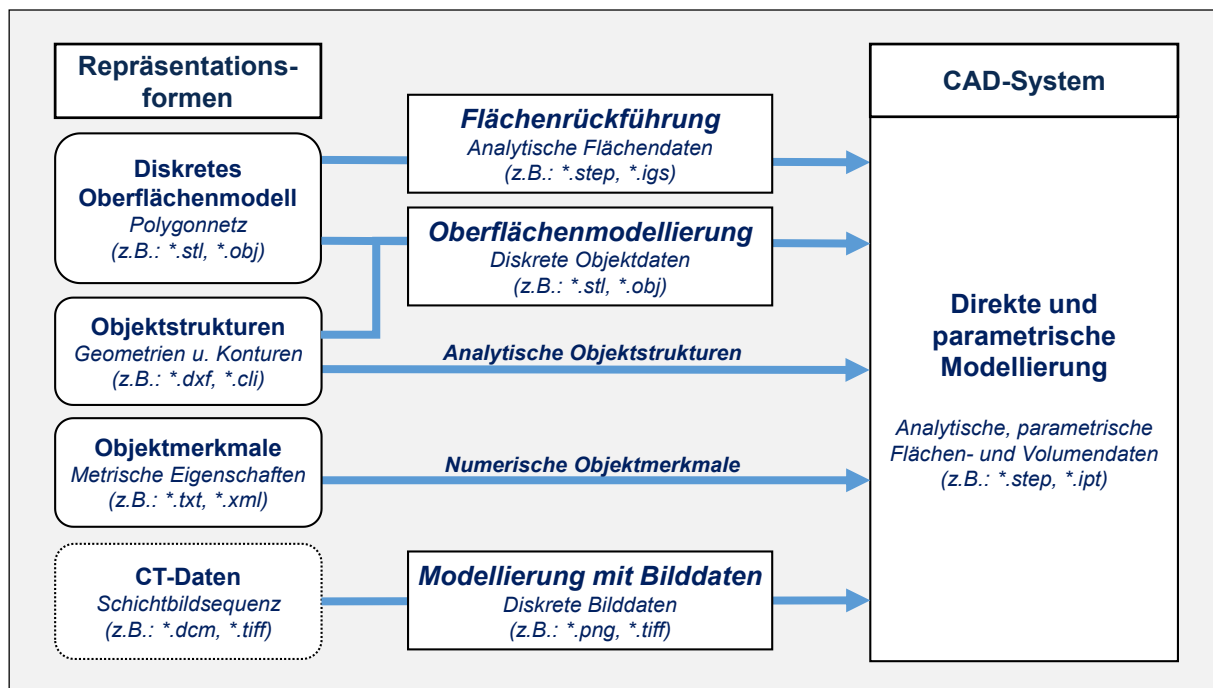 Repräsentations-
formen
Diskretes
Oberflächenmodell
Polygonnetz
(z.B.: *.stl, *.obj)
Objektstrukturen
Geometrien u. Konturen
(z.B.: *.dxf, *.cli)
Objektmerkmale
Metrische Eigenschaften
(z.B.: *.txt, *.xml)
CT-Daten
Schichtbildsequenz
(z.B.: *.dcm, *.tiff)
Flächenrückführung
Analytische Flächendaten
(z.B.: *.step, *.igs)
Oberflächenmodellierung
Diskrete Objektdaten
(z.B.: *.stl, *.obj)
Analytische Objektstrukturen
Numerische Objektmerkmale
Modellierung mit Bilddaten
Diskrete Bilddaten
(z.B.: *.png, *.tiff)
CAD-System
Direkte und
parametrische
Modellierung
Analytische, parametrische
Flächen- und Volumendaten
(z.B.: *.step, *.ipt)